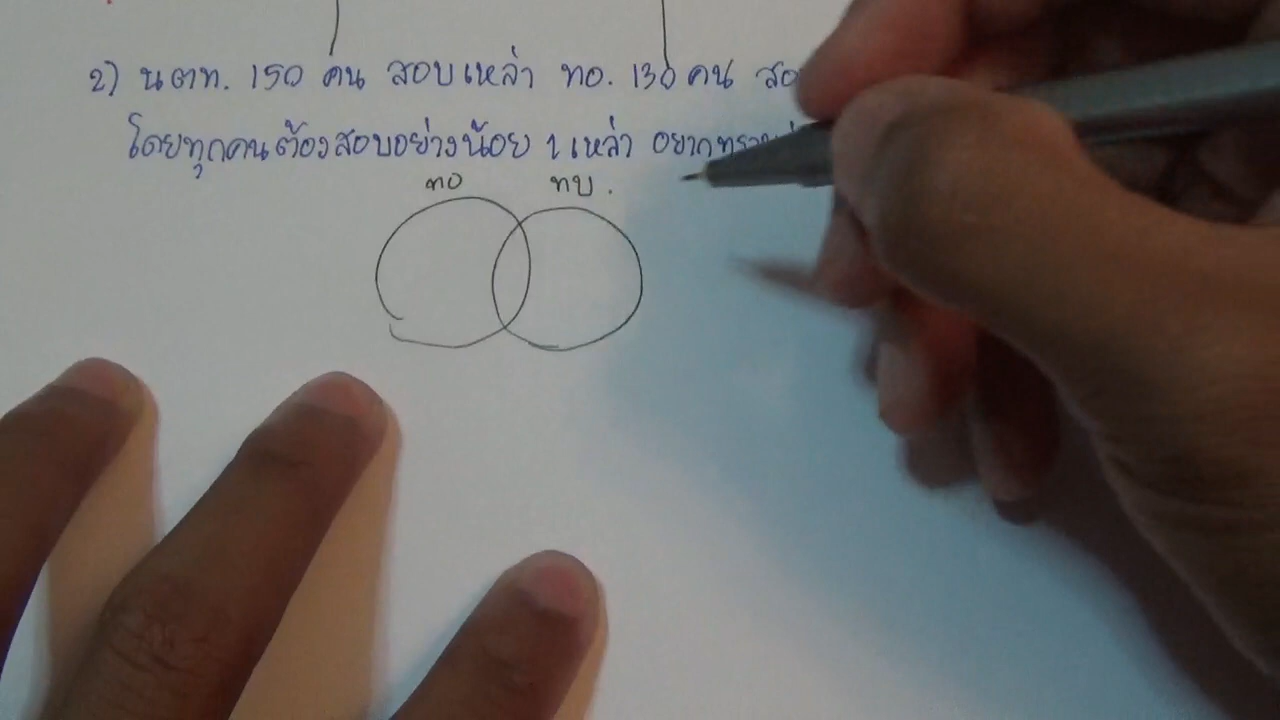 2) นตท. 150 คน สอบเหล่า ทอ. 130 คน
โดยทุกคนต้องสอบอย่างน้อย 1 เหล่า
ทอ ทบ.